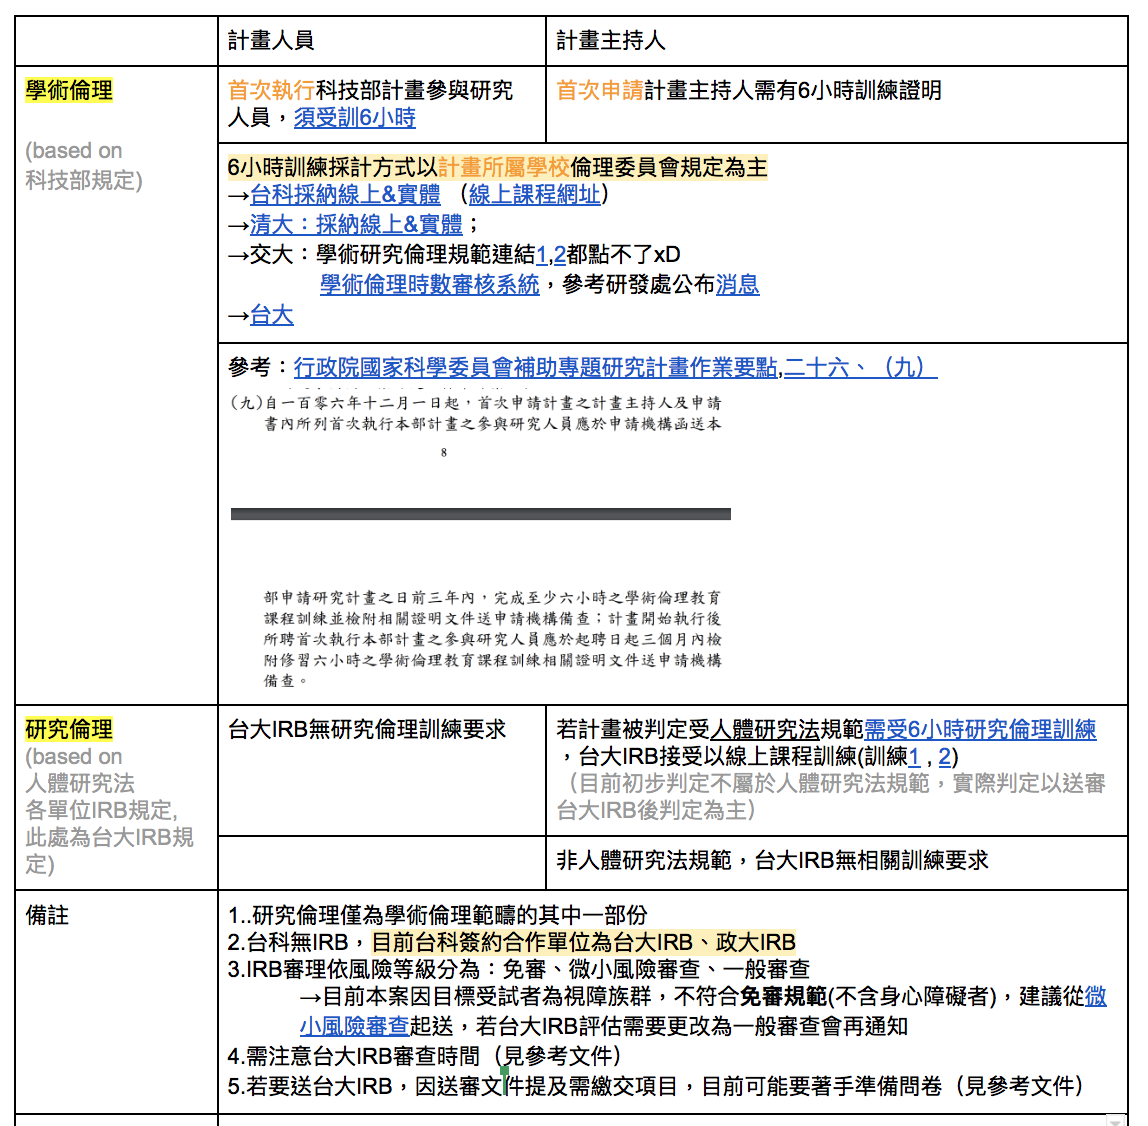 計畫人員
計畫主持人
學術倫理
(based on
科技部規定)
首次執行科技部計畫參與研究
人員，須受訓6小時
首次申請計畫主持人需有6小時訓練證明
6小時訓練採計方式以計畫所屬學校倫理委員會規定為主
→台科採納線上&實體 （線上課程網址）
→清大：採納線上&實體；
→交大：學術研究倫理規範連結1,2都點不了xD
學術倫理時數審核系統，參考研發處公布消息
→台大
參考：行政院國家科學委員會補助專題研究計畫作業要點,二十六、（九）
(九)自一百零六年十二月一日起，首次申請計畫之計畫主持人及申請
書內所列首次執行本部計畫之參與研究人員應於申請機構函送本
8
部申請研究計畫之日前三年內，完成至少六小時之學術倫理教育
課程訓練並檢附相關證明文件送申請機構備查；計畫開始執行後
所聘首次執行本部計畫之參與研究人員應於起聘日起三個月內檢
附修習六小時之學術倫理教育課程訓練相關證明文件送申請機構
備查。
研究倫理
(based on
人體研究法
各單位IRB規定,
此處為台大IRB規
定)
台大IRB無研究倫理訓練要求
若計畫被判定受人體研究法規範需受6小時研究倫理訓練
，台大IRB接受以線上課程訓練(訓練1 , 2)
（目前初步判定不屬於人體研究法規範，實際判定以送審
台大IRB後判定為主）
非人體研究法規範，台大IRB無相關訓練要求
備註
1..研究倫理僅為學術倫理範疇的其中一部份
2.台科無IRB，目前台科簽約合作單位為台大IRB、政大IRB
3.IRB審理依風險等級分為：免審、微小風險審查、一般審查
→目前本案因目標受試者為視障族群，不符合免審規範(不含身心障礙者)，建議從微
小風險審查起送，若台大IRB評估需要更改為一般審查會再通知
4.需注意台大IRB審查時間（見參考文件）
5.若要送台大IRB，因送審文件提及需繳交項目，目前可能要著手準備問卷（見參考文件）